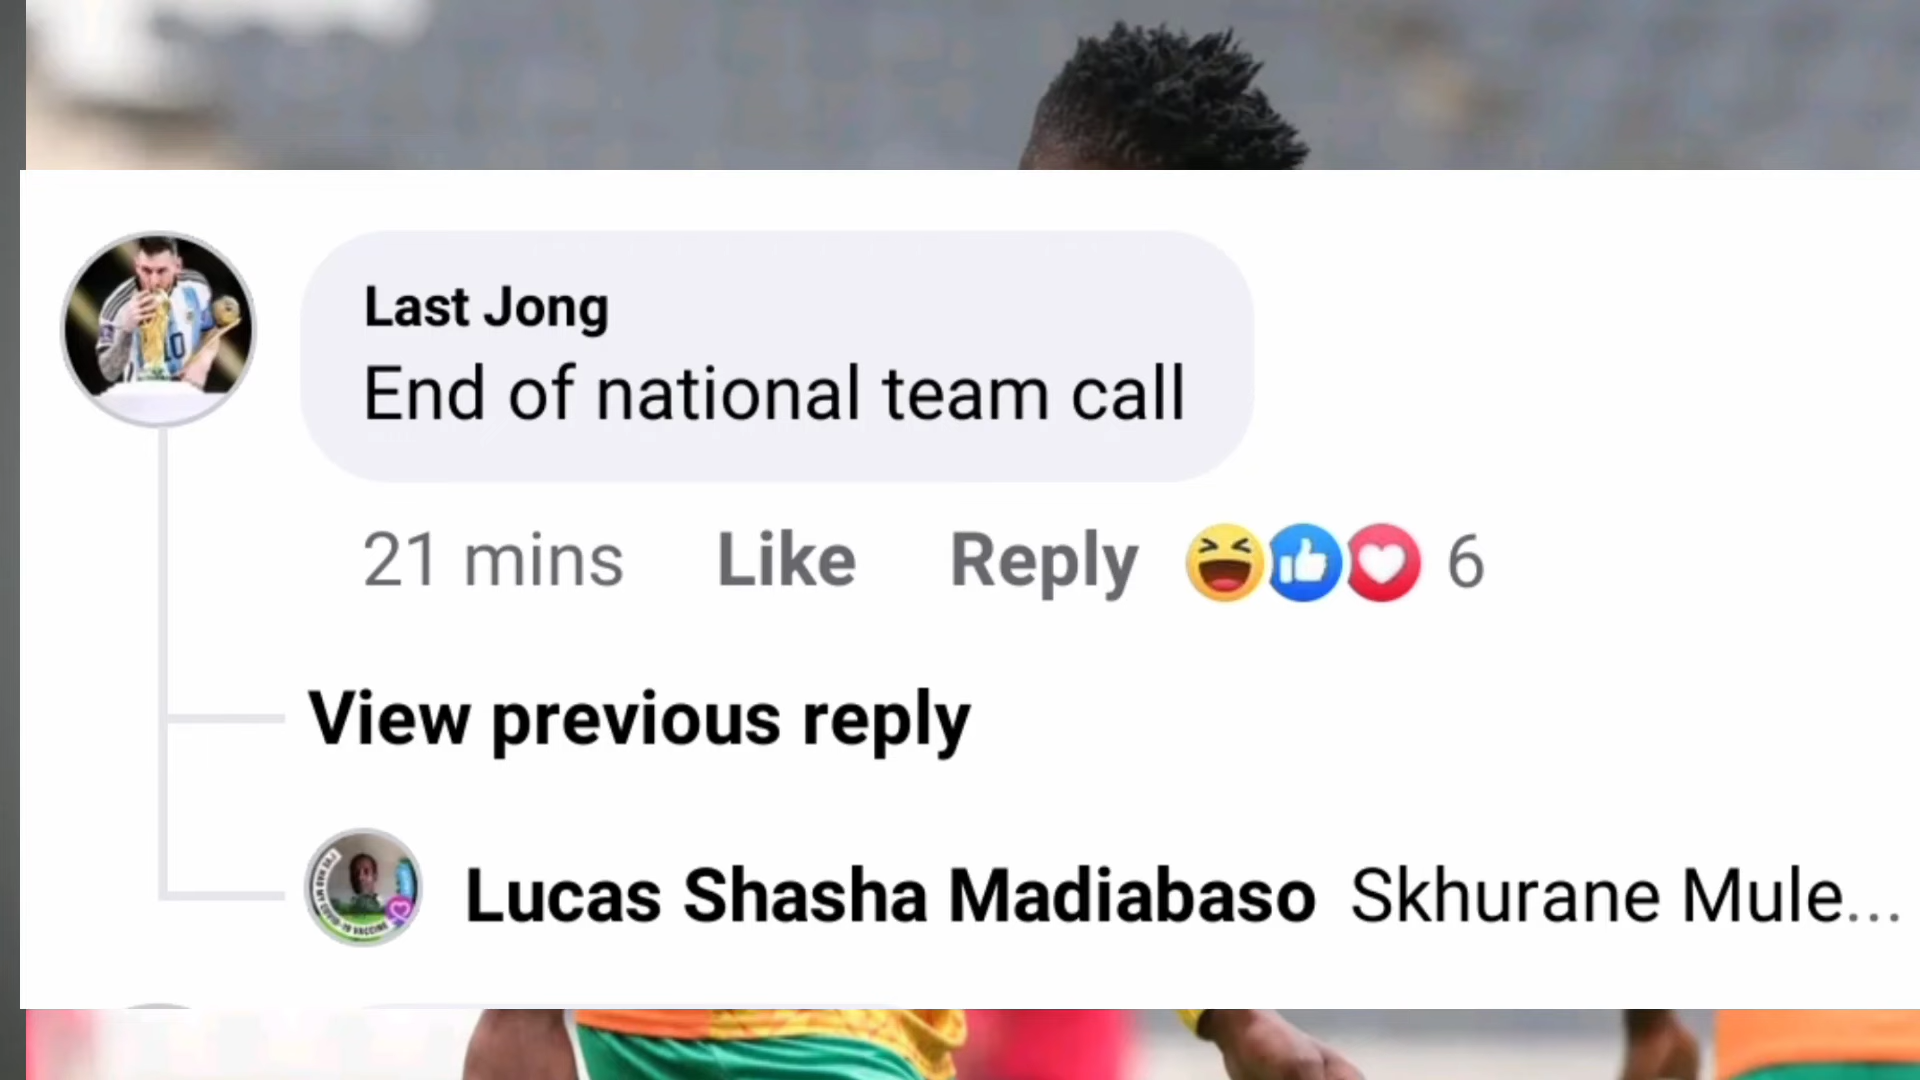 Last Jong
End of national team call
21 mins Like Reply 6
View previous reply
Lucas Shasha Madiabaso Skhurane Mule...
10